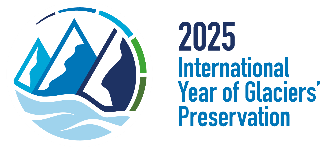 2025
International
Year of Glaciers'
Preservation